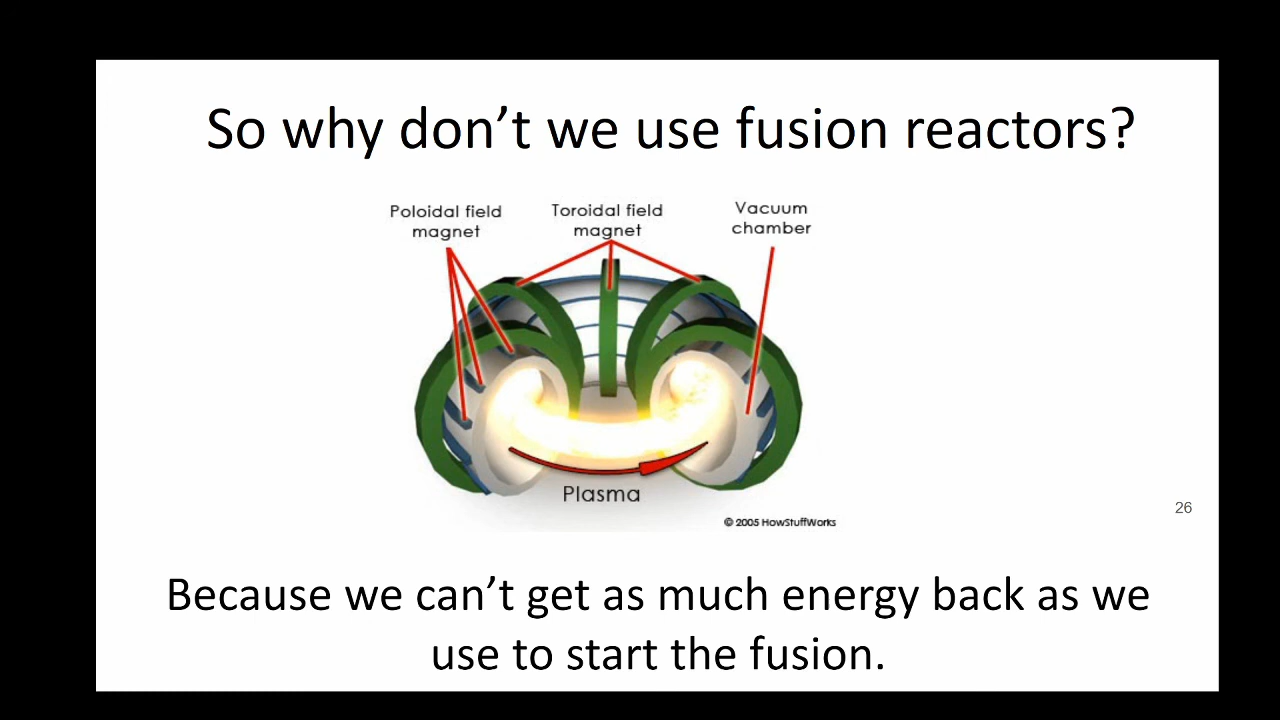 So why don’t we use fusion reactors?
Poloidal field
magnet
Toroidal field
magnet
Vacuum
chamber
Plasma
© 2005 HowStuffWorks
26
Because we can’t get as much energy back as we
use to start the fusion.